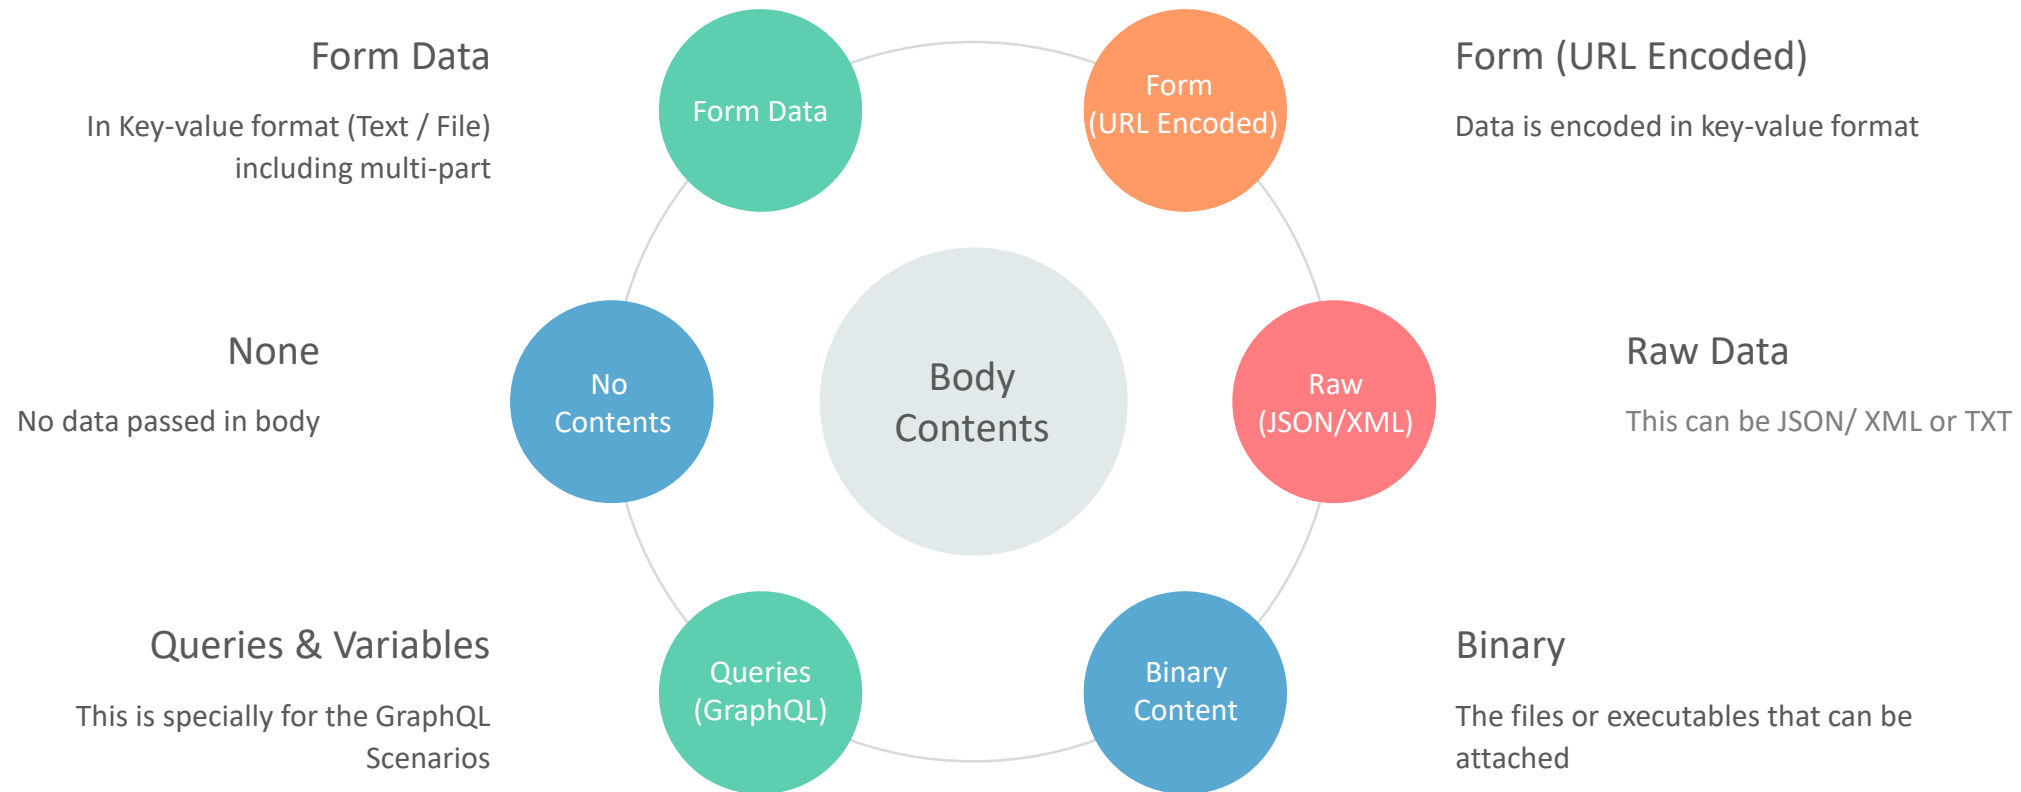 Form Data
In Key-value format (Text / File)
including multi-part
Form Data
Form
(URL Encoded)
Form (URL Encoded)
Data is encoded in key-value format
None
No data passed in body
No
Contents
Body
Contents
Raw
(JSON/XML)
Raw Data
This can be JSON/ XML or TXT
Queries & Variables
This is specially for the GraphQL
Scenarios
Queries
(GraphQL)
Binary
Content
Binary
The files or executables that can be
attached